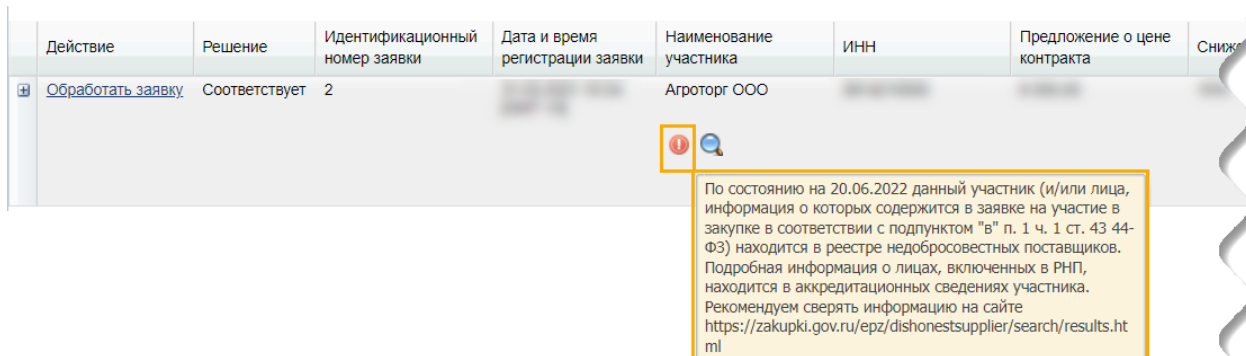 Действие
Решение
Идентификационный
номер заявки
Дата и время
регистрации заявки
Наименование
участника
ИНН
Предложение о цене
контракта
Обработать заявку
Соответствует
2
Агроторг ООО
По состоянию на 20.06.2022 данный участник (и/или лица,
информация о которых содержится в заявке на участие в
закупке в соответствии с подпунктом "в" п. 1 ч. 1 ст. 43 44-
ФЗ) находится в реестре недобросовестных поставщиков.
Подробная информация о лицах, включенных в РНП,
находится в аккредитационных сведениях участника.
Рекомендуем сверять информацию на сайте
https://zakupki.gov.ru/epz/dishonestsupplier/search/results.ht
ml